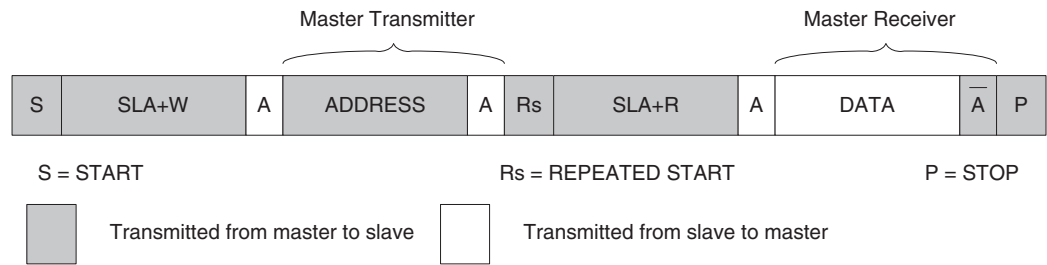 Master Transmitter Master Receiver
S SLA+W A ADDRESS A Rs SLA+R A DATA A̅ P
S = START Rs = REPEATED START P = STOP
Transmitted from master to slave Transmitted from slave to master